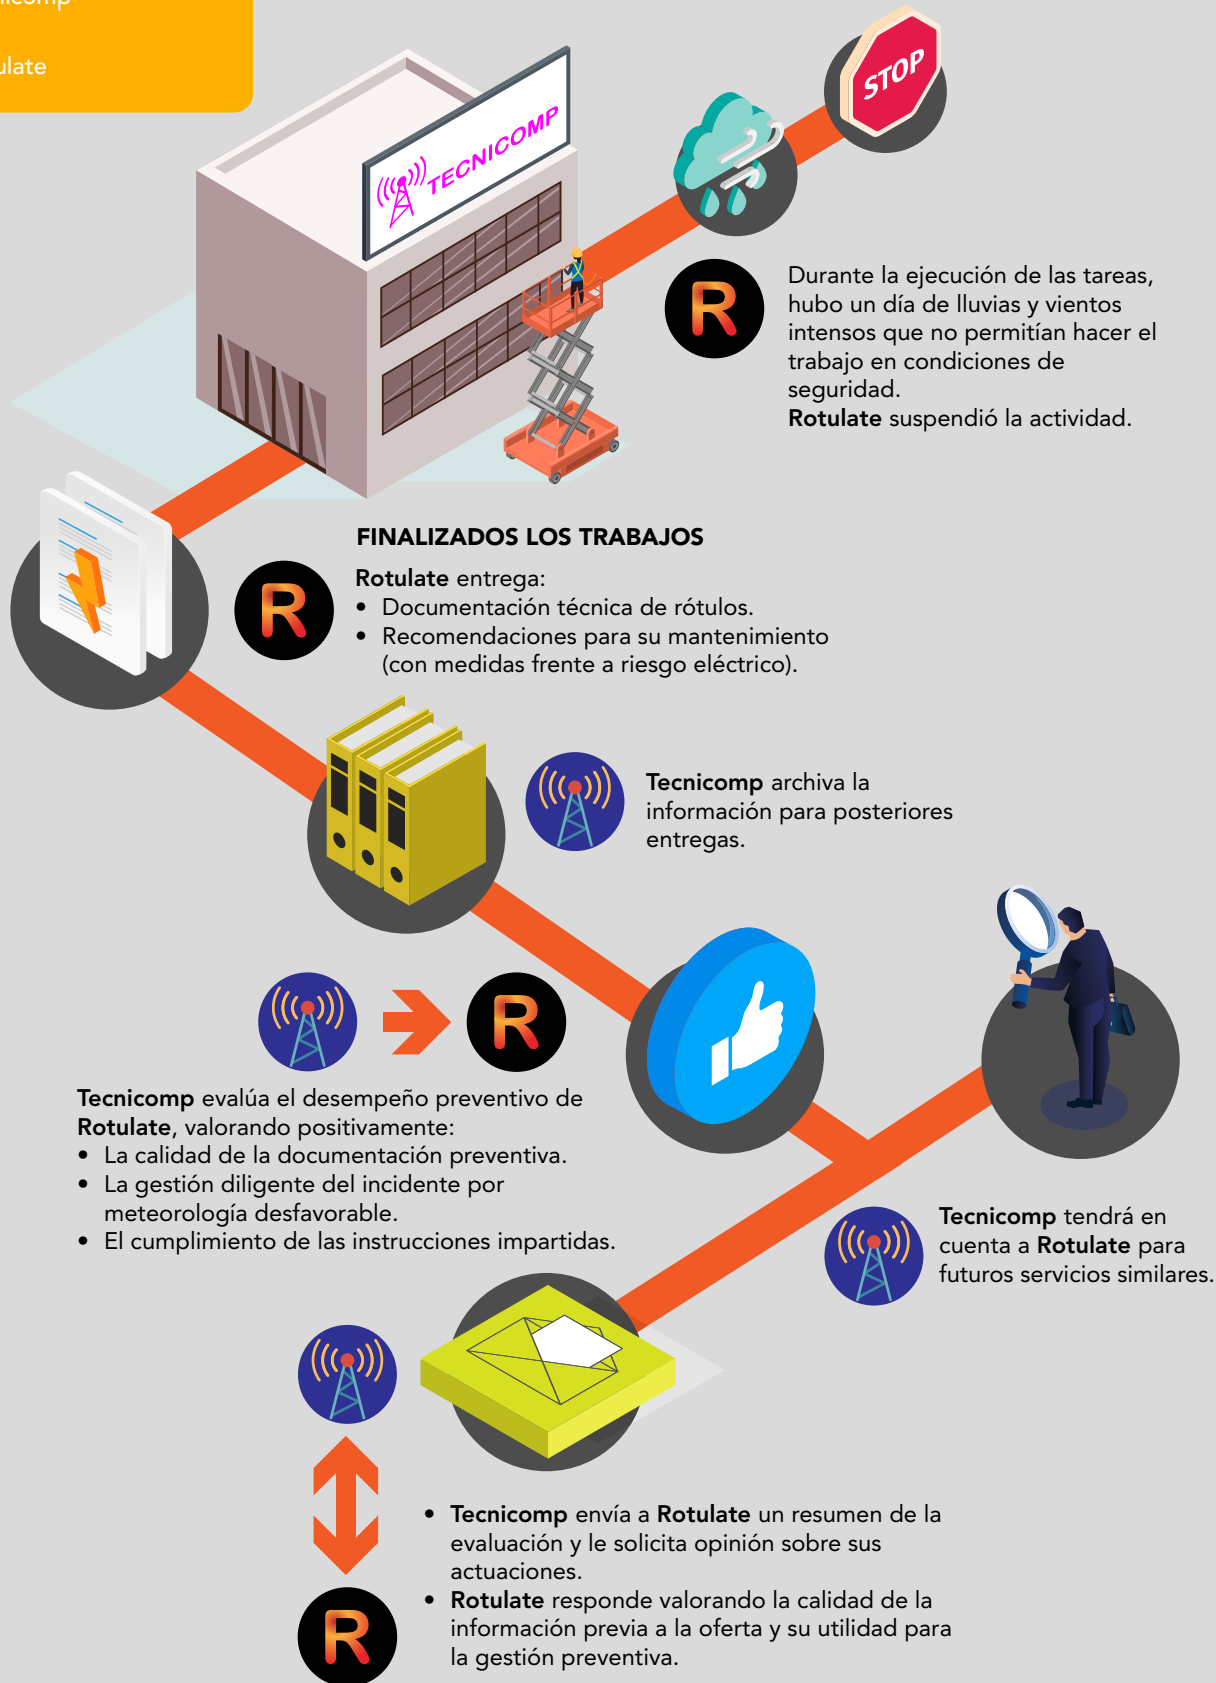 STOP
TECNICOMP
R
Durante la ejecución de las tareas,
hubo un día de lluvias y vientos
intensos que no permitían hacer el
trabajo en condiciones de
seguridad.
Rotulate suspendió la actividad.
FINALIZADOS LOS TRABAJOS
R
Rotulate entrega:
• Documentación técnica de rótulos.
• Recomendaciones para su mantenimiento
(con medidas frente a riesgo eléctrico).
Tecnicomp archiva la
información para posteriores
entregas.
R
Tecnicomp evalúa el desempeño preventivo de
Rotulate, valorando positivamente:
• La calidad de la documentación preventiva.
• La gestión diligente del incidente por
meteorología desfavorable.
• El cumplimiento de las instrucciones impartidas.
Tecnicomp tendrá en
cuenta a Rotulate para
futuros servicios similares.
• Tecnicomp envía a Rotulate un resumen de la
evaluación y le solicita opinión sobre sus
actuaciones.
• Rotulate responde valorando la calidad de la
información previa a la oferta y su utilidad para
la gestión preventiva.
R